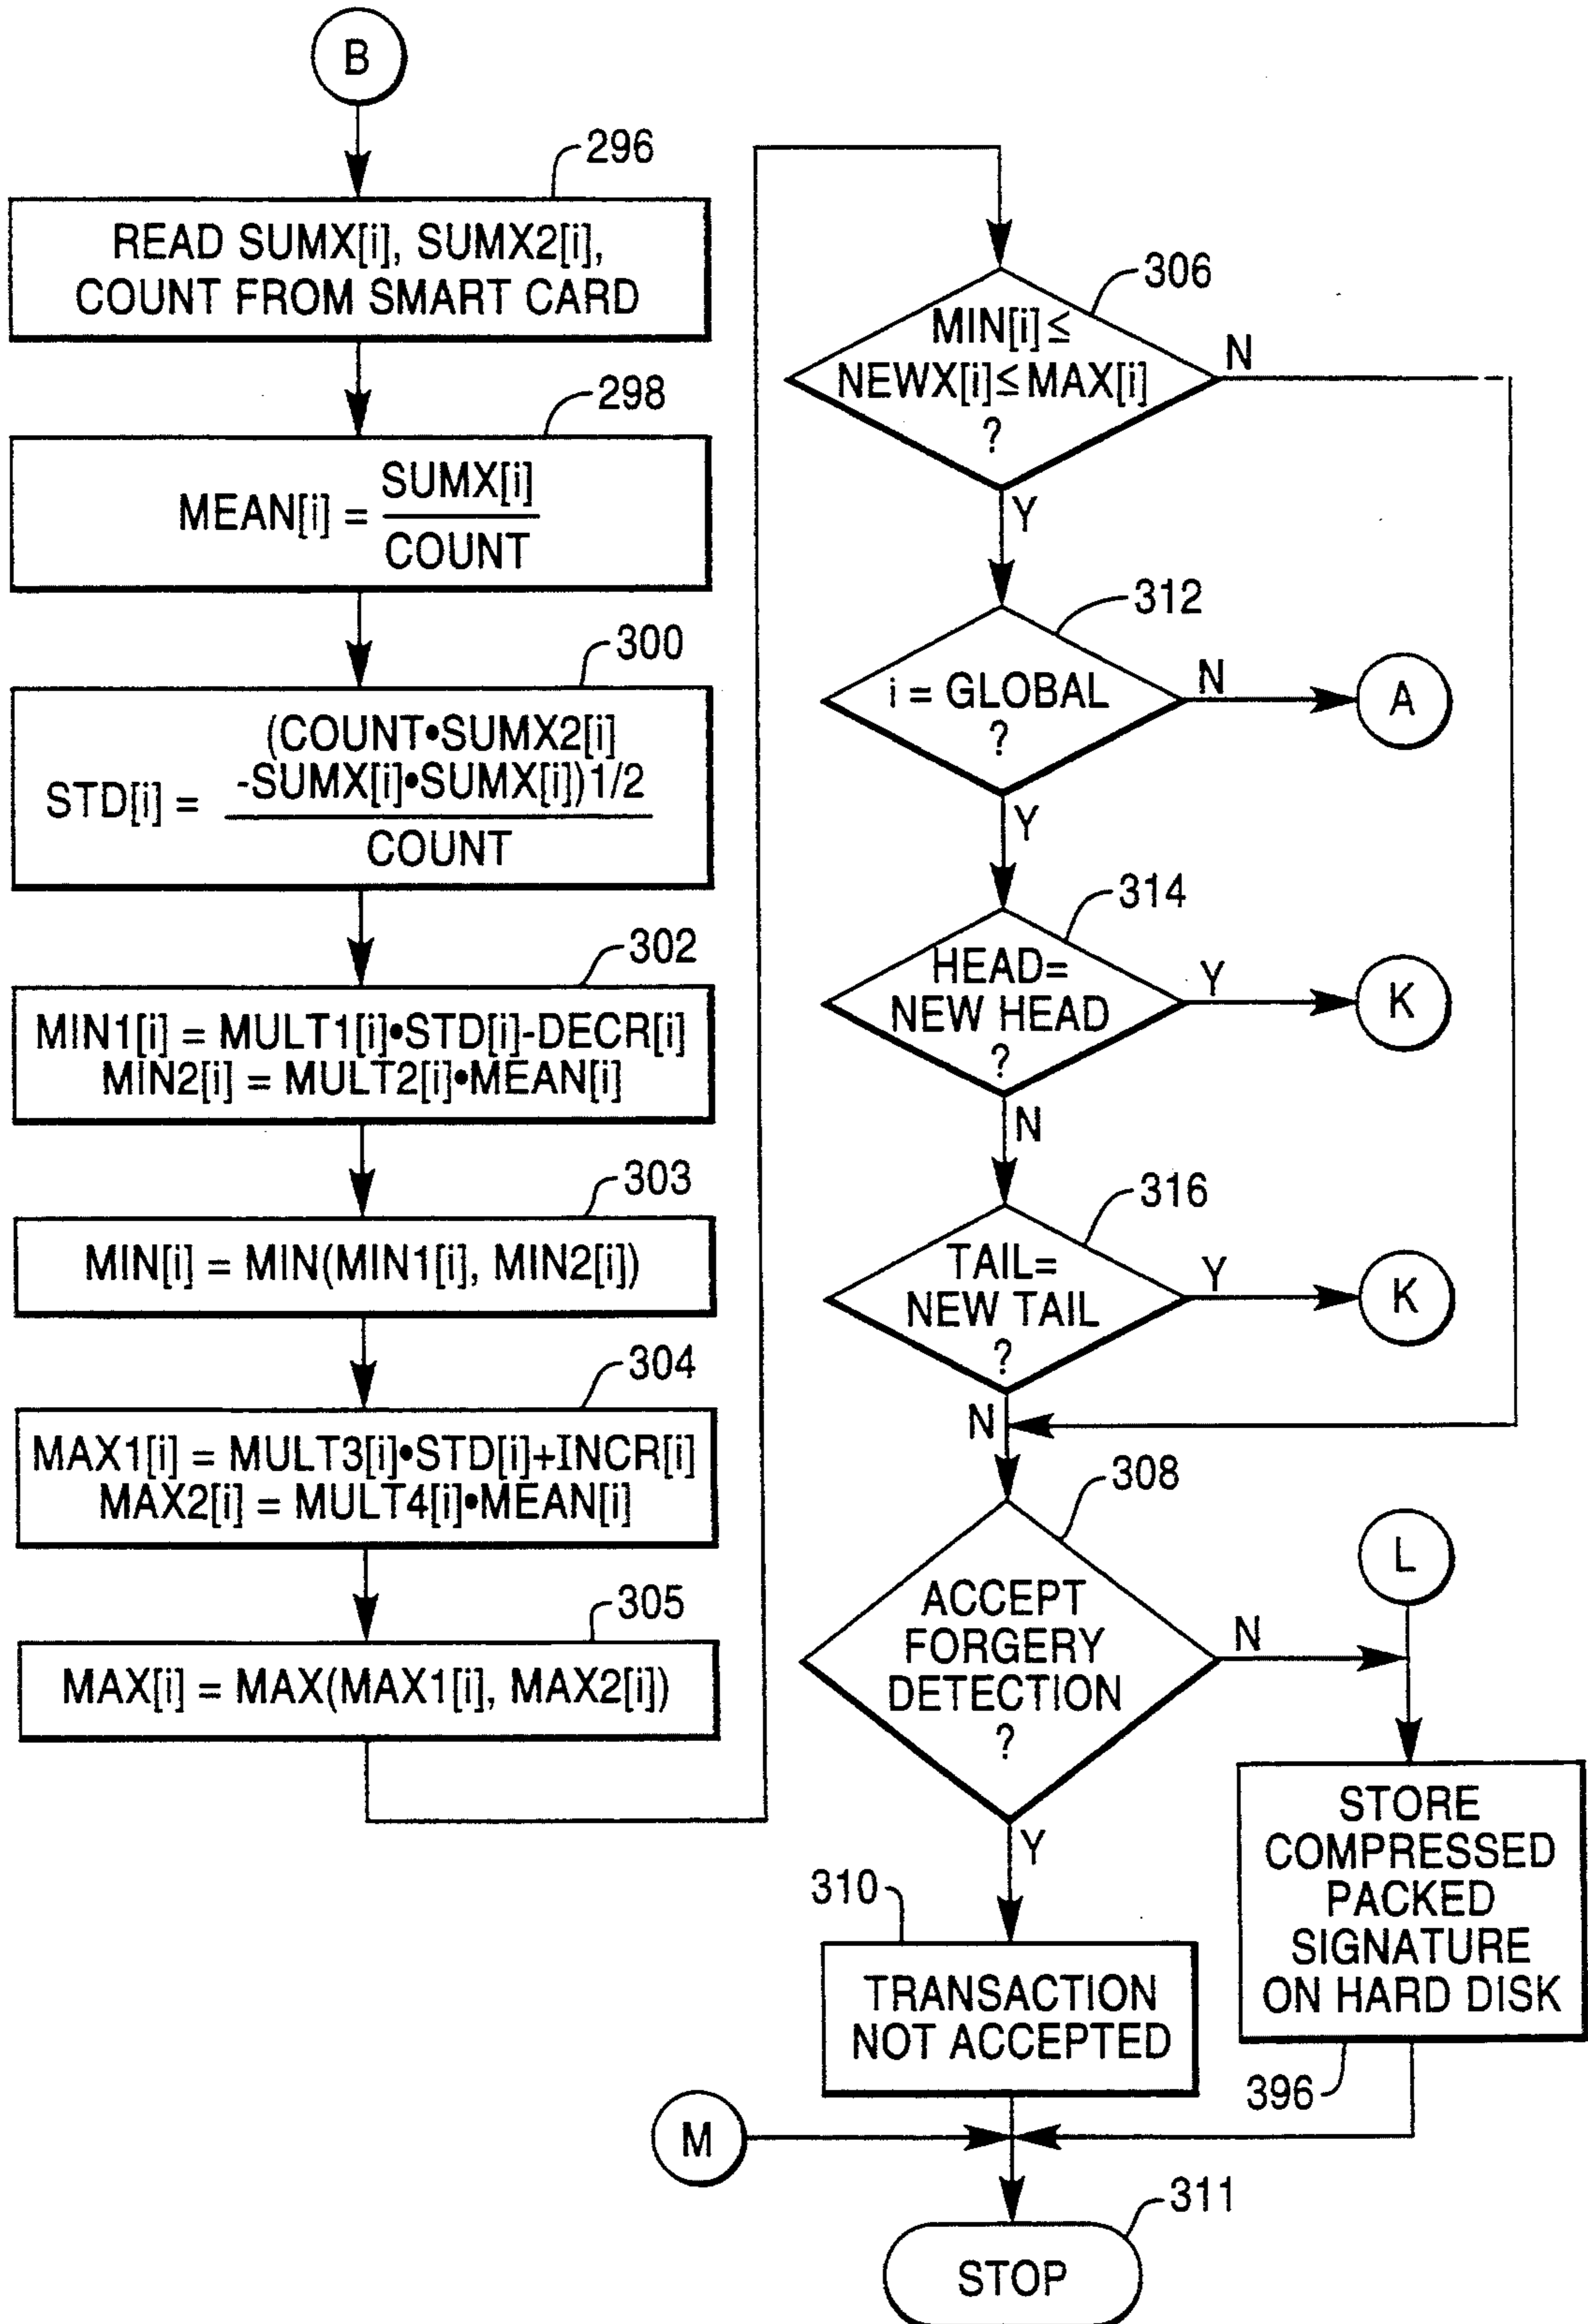 B
296
READ SUMX[i], SUMX2[i],
COUNT FROM SMART CARD
298
MEAN[i] = SUMX[i]
COUNT
300
(COUNT•SUMX2[i]
-SUMX[i]•SUMX[i])1/2
STD[i] =
COUNT
302
MIN1[i] = MULT1[i]•STD[i]-DECR[i]
MIN2[i] = MULT2[i]•MEAN[i]
303
MIN[i] = MIN(MIN1[i], MIN2[i])
304
MAX1[i] = MULT3[i]•STD[i]+INCR[i]
MAX2[i] = MULT4[i]•MEAN[i]
305
MAX[i] = MAX(MAX1[i], MAX2[i])
306
MIN[i]≤
NEWX[i]≤MAX[i]
?
N
Y
312
i = GLOBAL
?
N
A
Y
314
HEAD=
NEW HEAD
?
Y
K
N
316
TAIL=
NEW TAIL
?
Y
K
N
308
ACCEPT
FORGERY
DETECTION
?
N
L
Y
STORE
COMPRESSED
PACKED
SIGNATURE
ON HARD DISK
396
310
TRANSACTION
NOT ACCEPTED
M
311
STOP